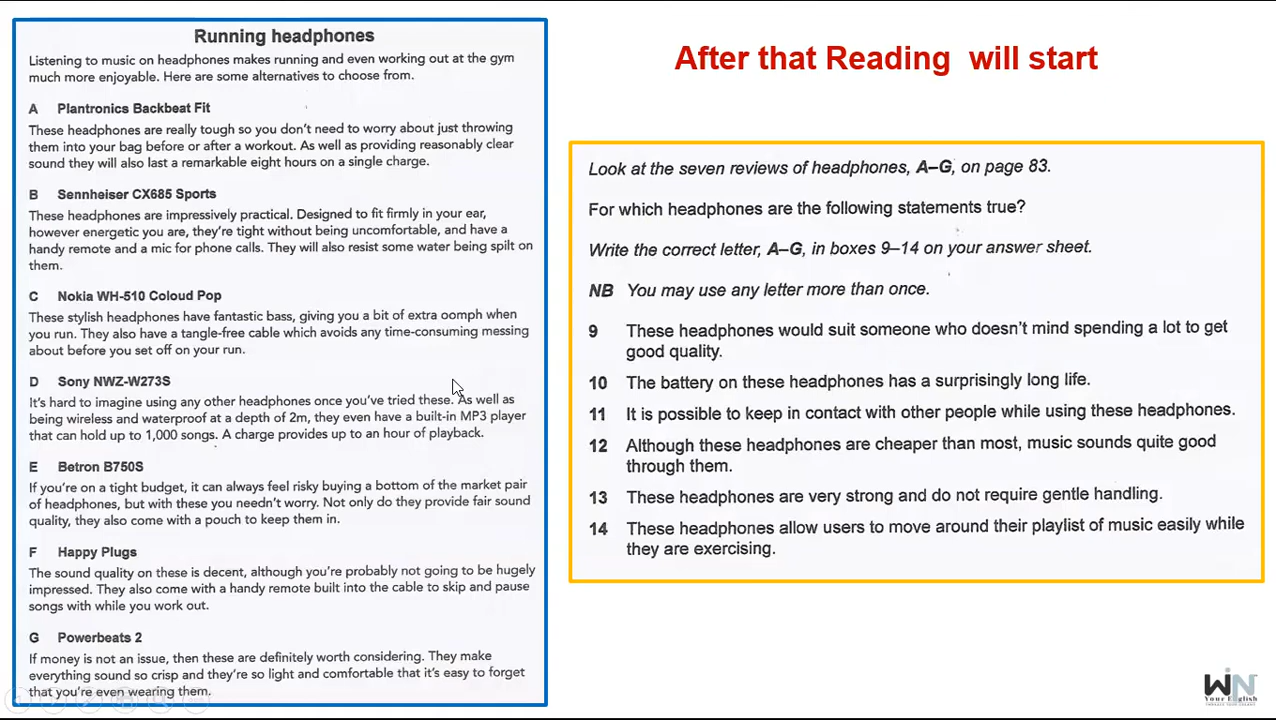 Running headphones
Listening to music on headphones makes running and even working out at the gym
much more enjoyable. Here are some alternatives to choose from.
A Plantronics Backbeat Fit
These headphones are really tough so you don't need to worry about just throwing
them into your bag before or after a workout. As well as providing reasonably clear
sound they will also last a remarkable eight hours on a single charge.
B Sennheiser CX685 Sports
These headphones are impressively practical. Designed to fit firmly in your ear,
however energetic you are, they're tight without being uncomfortable, and have a
handy remote and a mic for phone calls. They will also resist some water being spilt on
them.
C Nokia WH-510 Coloud Pop
These stylish headphones have fantastic bass, giving you a bit of extra oomph when
you run. They also have a tangle-free cable which avoids any time-consuming messing
about before you set off on your run.
D Sony NWZ-W273S
It's hard to imagine using any other headphones once you've tried these. As well as
being wireless and waterproof at a depth of 2m, they even have a built-in MP3 player
that can hold up to 1,000 songs. A charge provides up to an hour of playback.
E Betron B750S
If you're on a tight budget, it can always feel risky buying a bottom of the market pair
of headphones, but with these you needn't worry. Not only do they provide fair sound
quality, they also come with a pouch to keep them in.
F Happy Plugs
The sound quality on these is decent, although you're probably not going to be hugely
impressed. They also come with a handy remote built into the cable to skip and pause
songs with while you work out.
G Powerbeats 2
If money is not an issue, then these are definitely worth considering. They make
everything sound so crisp and they're so light and comfortable that it's easy to forget
that you're even wearing them.
After that Reading will start
Look at the seven reviews of headphones, A–G, on page 83.
For which headphones are the following statements true?
Write the correct letter, A–G, in boxes 9–14 on your answer sheet.
NB You may use any letter more than once.
9 These headphones would suit someone who doesn't mind spending a lot to get
good quality.
10 The battery on these headphones has a surprisingly long life.
11 It is possible to keep in contact with other people while using these headphones.
12 Although these headphones are cheaper than most, music sounds quite good
through them.
13 These headphones are very strong and do not require gentle handling.
14 These headphones allow users to move around their playlist of music easily while
they are exercising.
WIN
Your English